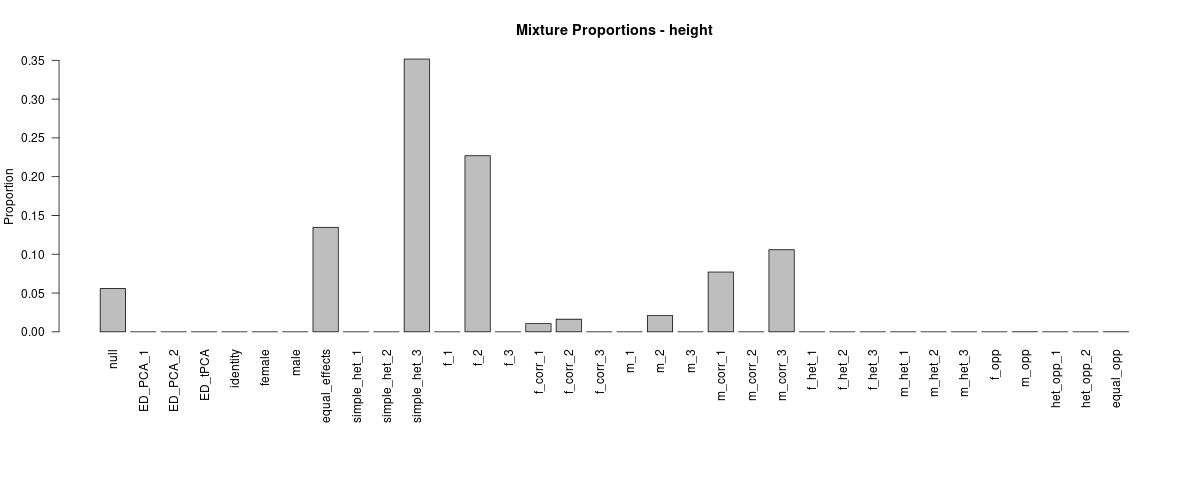 Mixture Proportions - height
Proportion
0.35
0.30
0.25
0.20
0.15
0.10
0.05
0.00
null
ED_PCA_1
ED_PCA_2
ED_tPCA
identity
female
male
equal_effects
simple_het_1
simple_het_2
simple_het_3
f_1
f_2
f_3
f_corr_1
f_corr_2
f_corr_3
m_1
m_2
m_3
m_corr_1
m_corr_2
m_corr_3
f_het_1
f_het_2
f_het_3
m_het_1
m_het_2
m_het_3
f_opp
m_opp
het_opp_1
het_opp_2
equal_opp